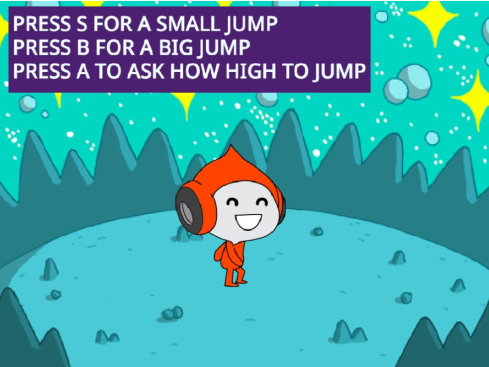 PRESS S FOR A SMALL JUMP
PRESS B FOR A BIG JUMP
PRESS A TO ASK HOW HIGH TO JUMP